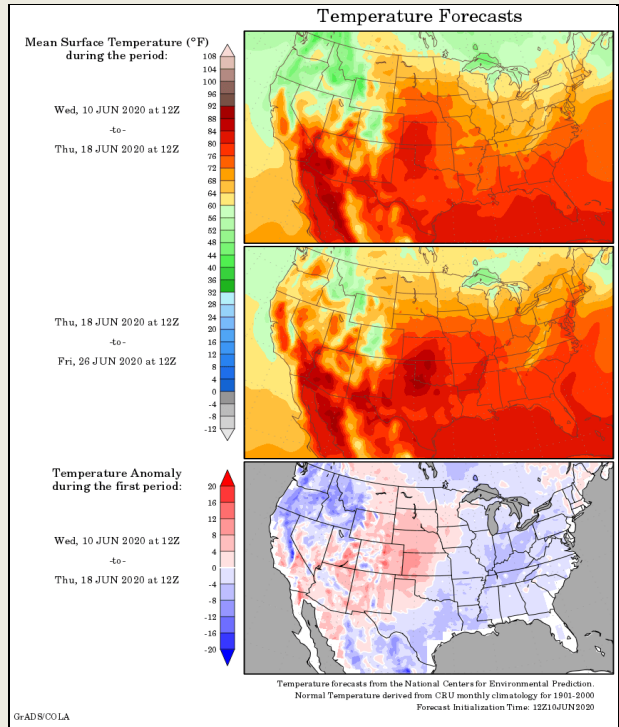 Temperature Forecasts
Mean Surface Temperature (°F)
during the period:
Wed, 10 JUN 2020 at 12Z
-to-
Thu, 18 JUN 2020 at 12Z
108
104
100
96
92
88
84
80
76
72
68
64
60
56
52
48
44
40
36
32
28
24
20
16
12
8
4
0
-4
-8
-12
Thu, 18 JUN 2020 at 12Z
-to-
Fri, 26 JUN 2020 at 12Z
Temperature Anomaly
during the first period:
Wed, 10 JUN 2020 at 12Z
-to-
Thu, 18 JUN 2020 at 12Z
20
16
12
8
4
0
-4
-8
-12
-16
-20
Temperature forecasts from the National Centers for Environmental Prediction.
Normal Temperature derived from CRU monthly climatology for 1901-2000
Forecast Initialization Time: 12Z10JUN2020
GrADS/COLA